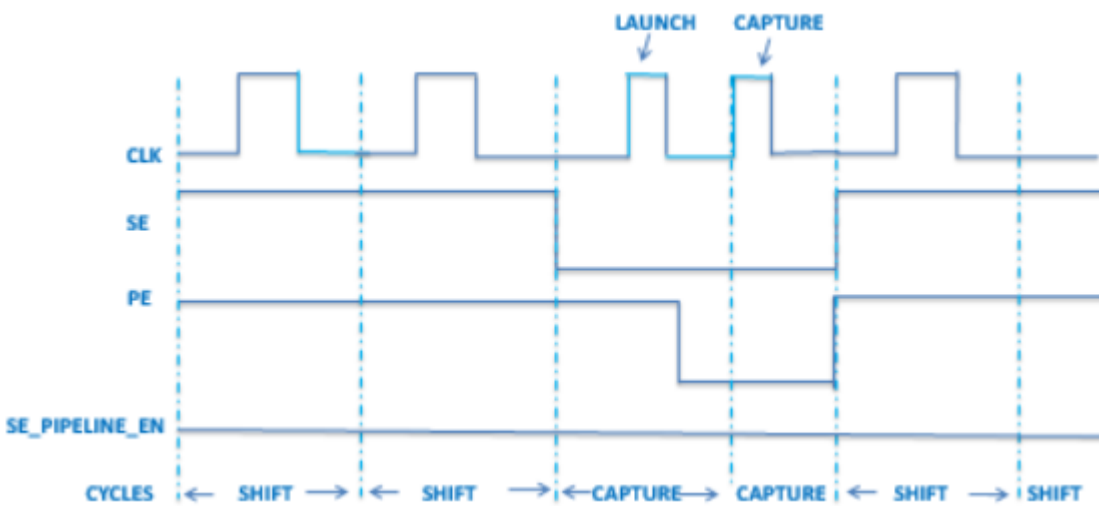 LAUNCH CAPTURE
CLK
SE
PE
SE_PIPELINE_EN
CYCLES SHIFT SHIFT CAPTURE CAPTURE SHIFT SHIFT